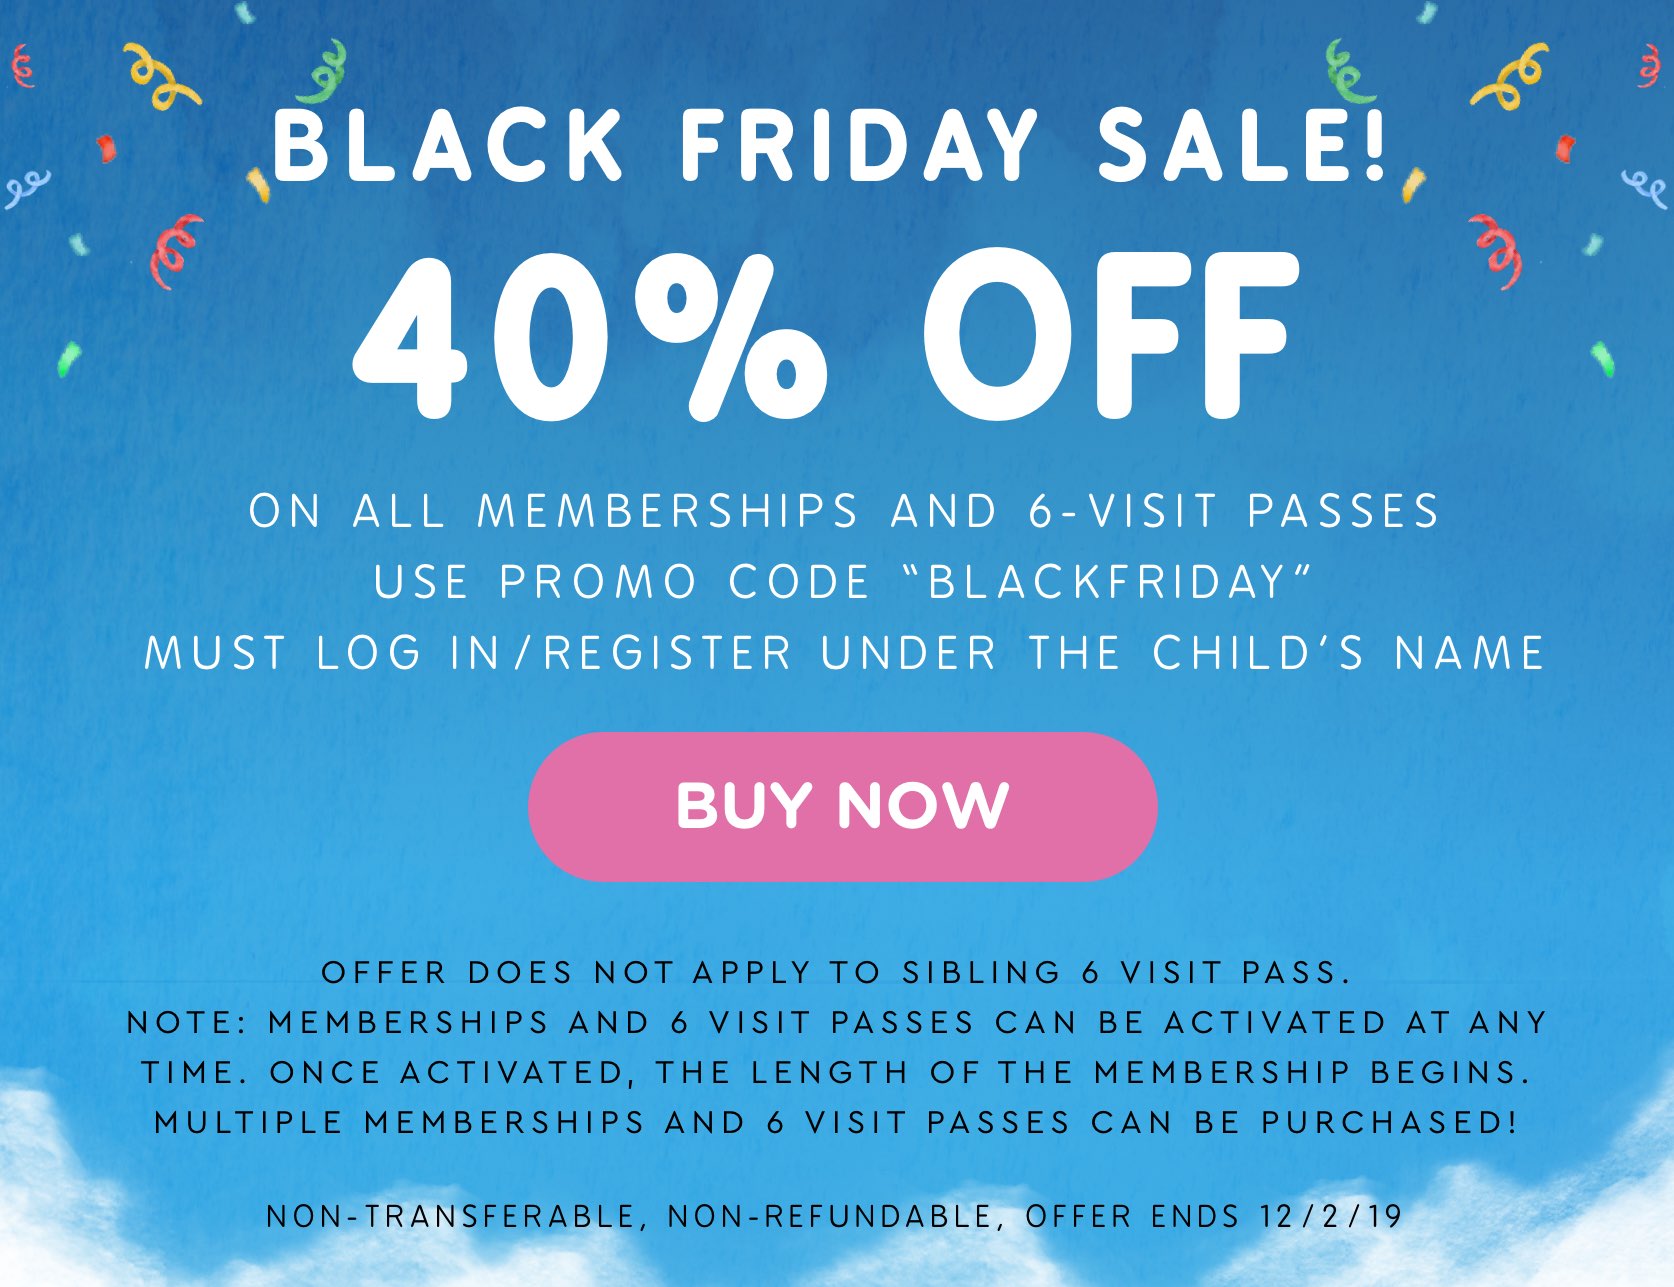 BLACK FRIDAY SALE!
40% OFF
ON ALL MEMBERSHIPS AND 6-VISIT PASSES
USE PROMO CODE “BLACKFRIDAY”
MUST LOG IN/REGISTER UNDER THE CHILD’S NAME
BUY NOW
OFFER DOES NOT APPLY TO SIBLING 6 VISIT PASS.
NOTE: MEMBERSHIPS AND 6 VISIT PASSES CAN BE ACTIVATED AT ANY
TIME. ONCE ACTIVATED, THE LENGTH OF THE MEMBERSHIP BEGINS.
MULTIPLE MEMBERSHIPS AND 6 VISIT PASSES CAN BE PURCHASED!
NON-TRANSFERABLE, NON-REFUNDABLE, OFFER ENDS 12/2/19